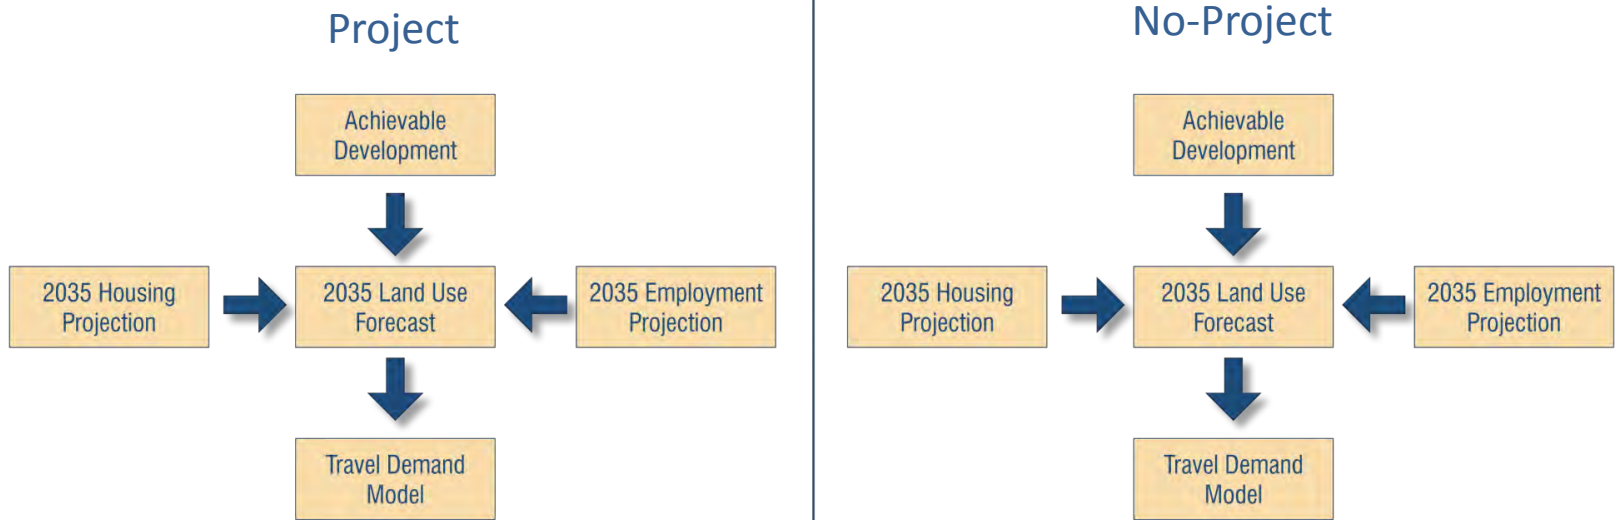 Project
Achievable
Development
2035 Housing
Projection
2035 Land Use
Forecast
2035 Employment
Projection
Travel Demand
Model
No-Project
Achievable
Development
2035 Housing
Projection
2035 Land Use
Forecast
2035 Employment
Projection
Travel Demand
Model